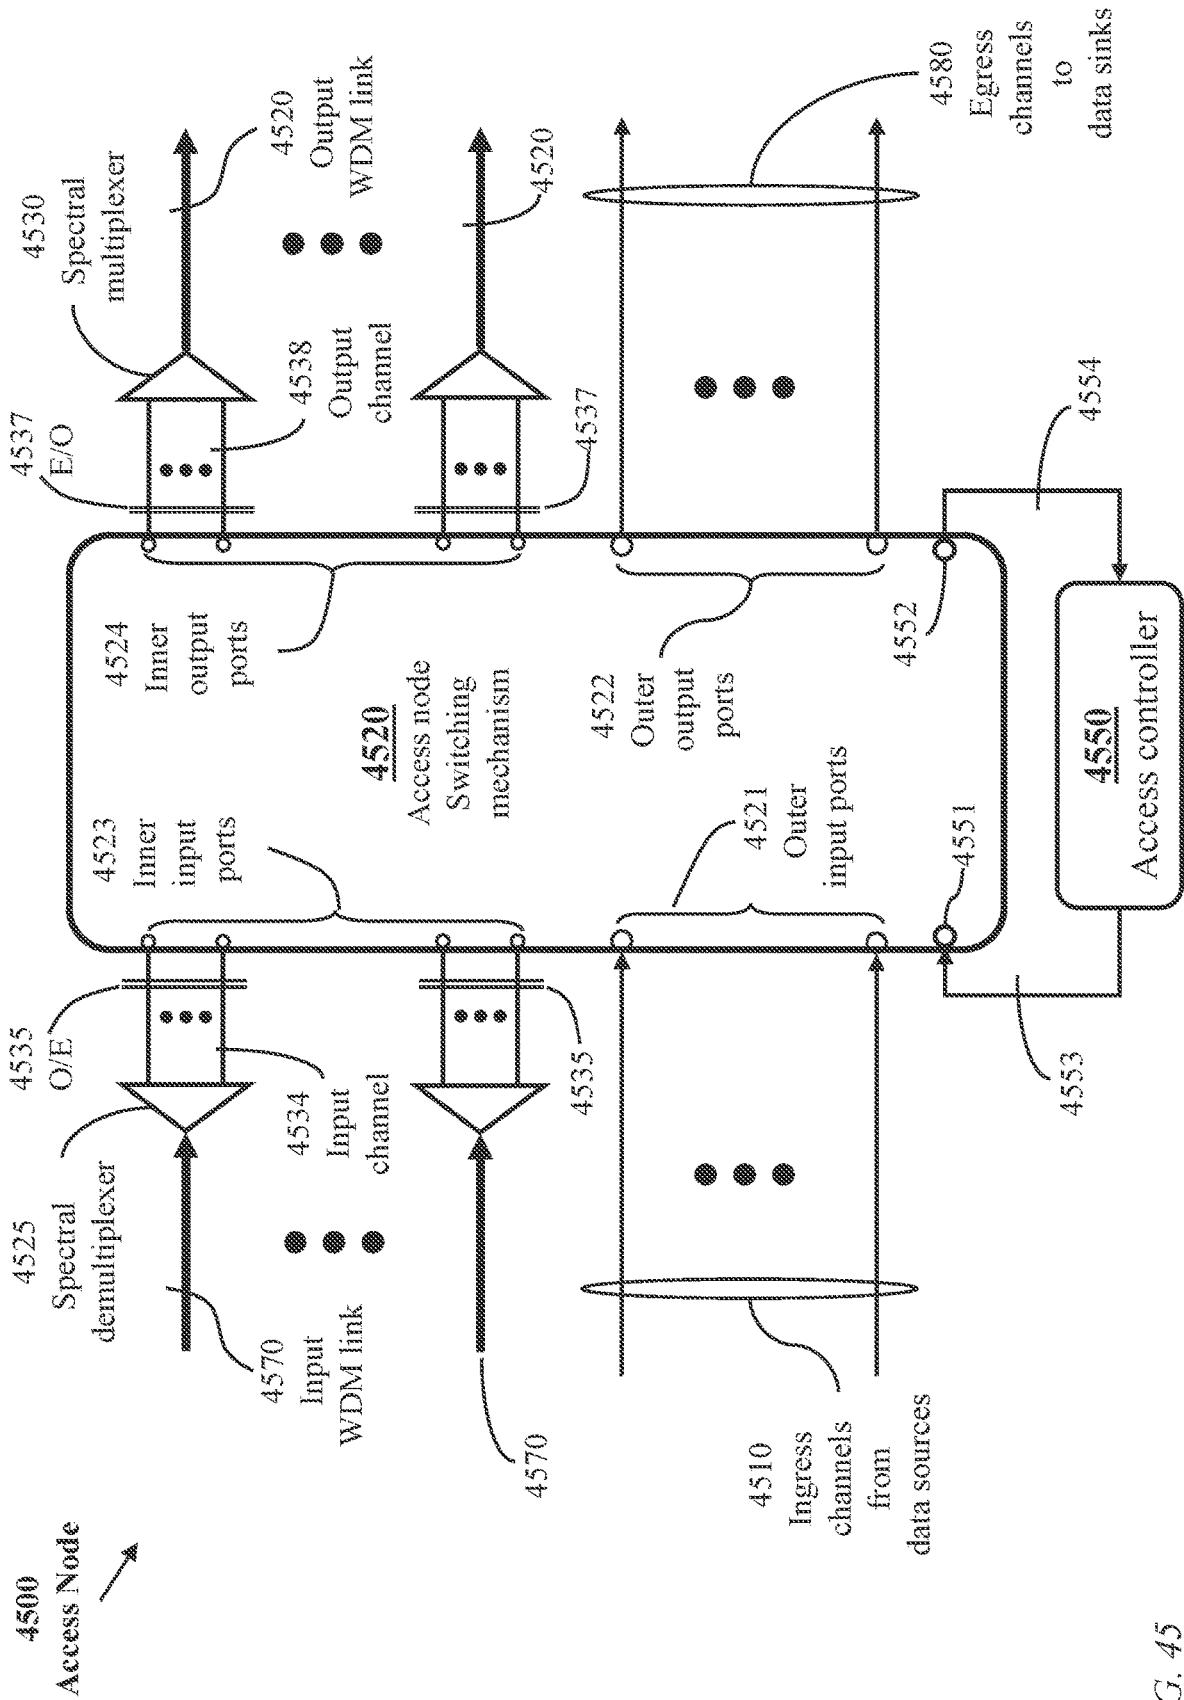 4500
Access Node
4525
Spectral
demultiplexer
4535
O/E
4523
Inner
input
ports
4524
Inner
output
ports
4537
E/O
4530
Spectral
multiplexer
4570
Input
WDM link
4534
Input
channel
4520
Access node
Switching
mechanism
4538
Output
channel
4520
Output
WDM link
4570
4535
4537
4520
4510
Ingress
channels
from
data sources
4521
Outer
input ports
4522
Outer
output
ports
4580
Egress
channels
to
data sinks
4551
4552
4553
4550
Access controller
4554
G. 45